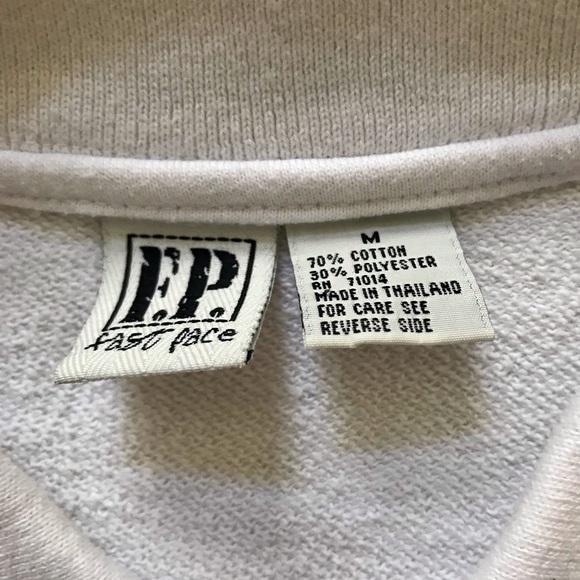 F.P.
fast pace
M
70% COTTON
30% POLYESTER
RN 71014
MADE IN THAILAND
FOR CARE SEE
REVERSE SIDE